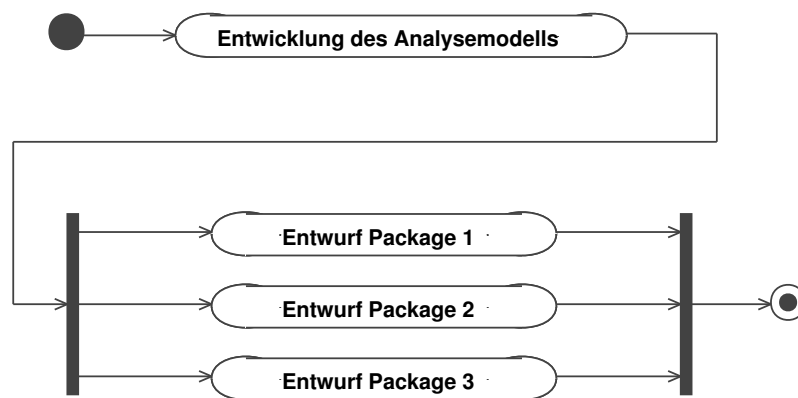 Entwicklung des Analysemodells
Entwurf Package 1
Entwurf Package 2
Entwurf Package 3